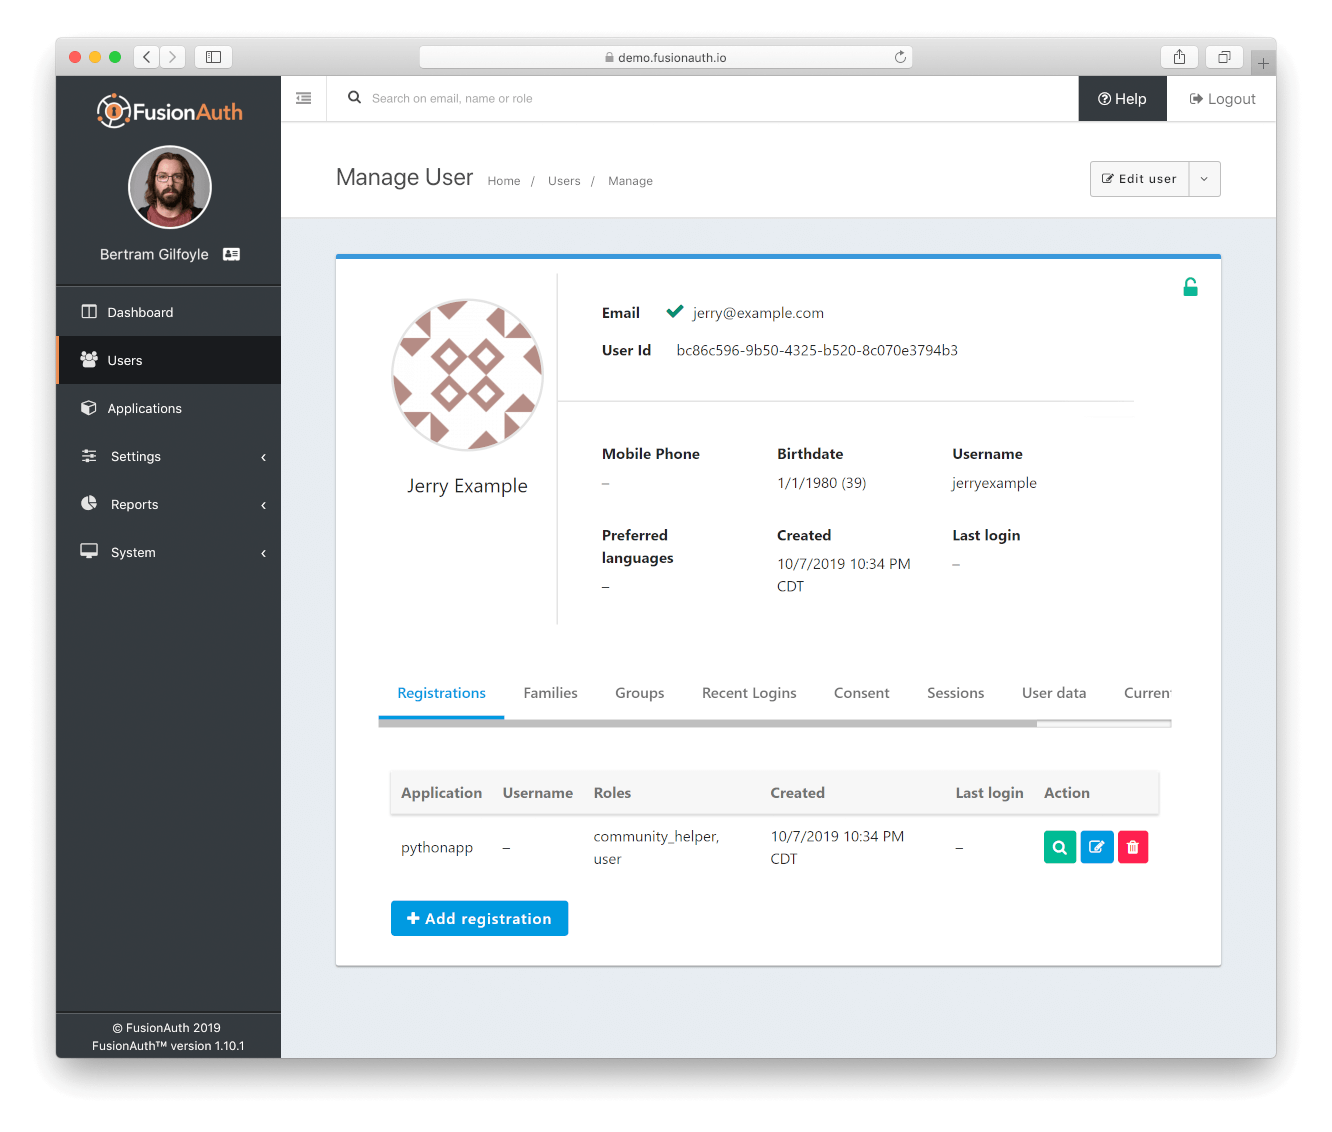 demo.fusionauth.io
FusionAuth
Search on email, name or role
Help
Logout
Bertram Gilfoyle
Manage User
Home / Users / Manage
Edit user
Dashboard
Users
Applications
Settings
Reports
System
Email jerry@example.com
User Id bc86c596-9b50-4325-b520-8c070e3794b3
Jerry Example
Mobile Phone
–
Birthdate
1/1/1980 (39)
Username
jerryexample
Preferred
languages
–
Created
10/7/2019 10:34 PM
CDT
Last login
–
Registrations Families Groups Recent Logins Consent Sessions User data Curren
Application Username Roles Created Last login Action
pythonapp
–
community_helper,
user
10/7/2019 10:34 PM
CDT
–
+ Add registration
© FusionAuth 2019
FusionAuth™ version 1.10.1